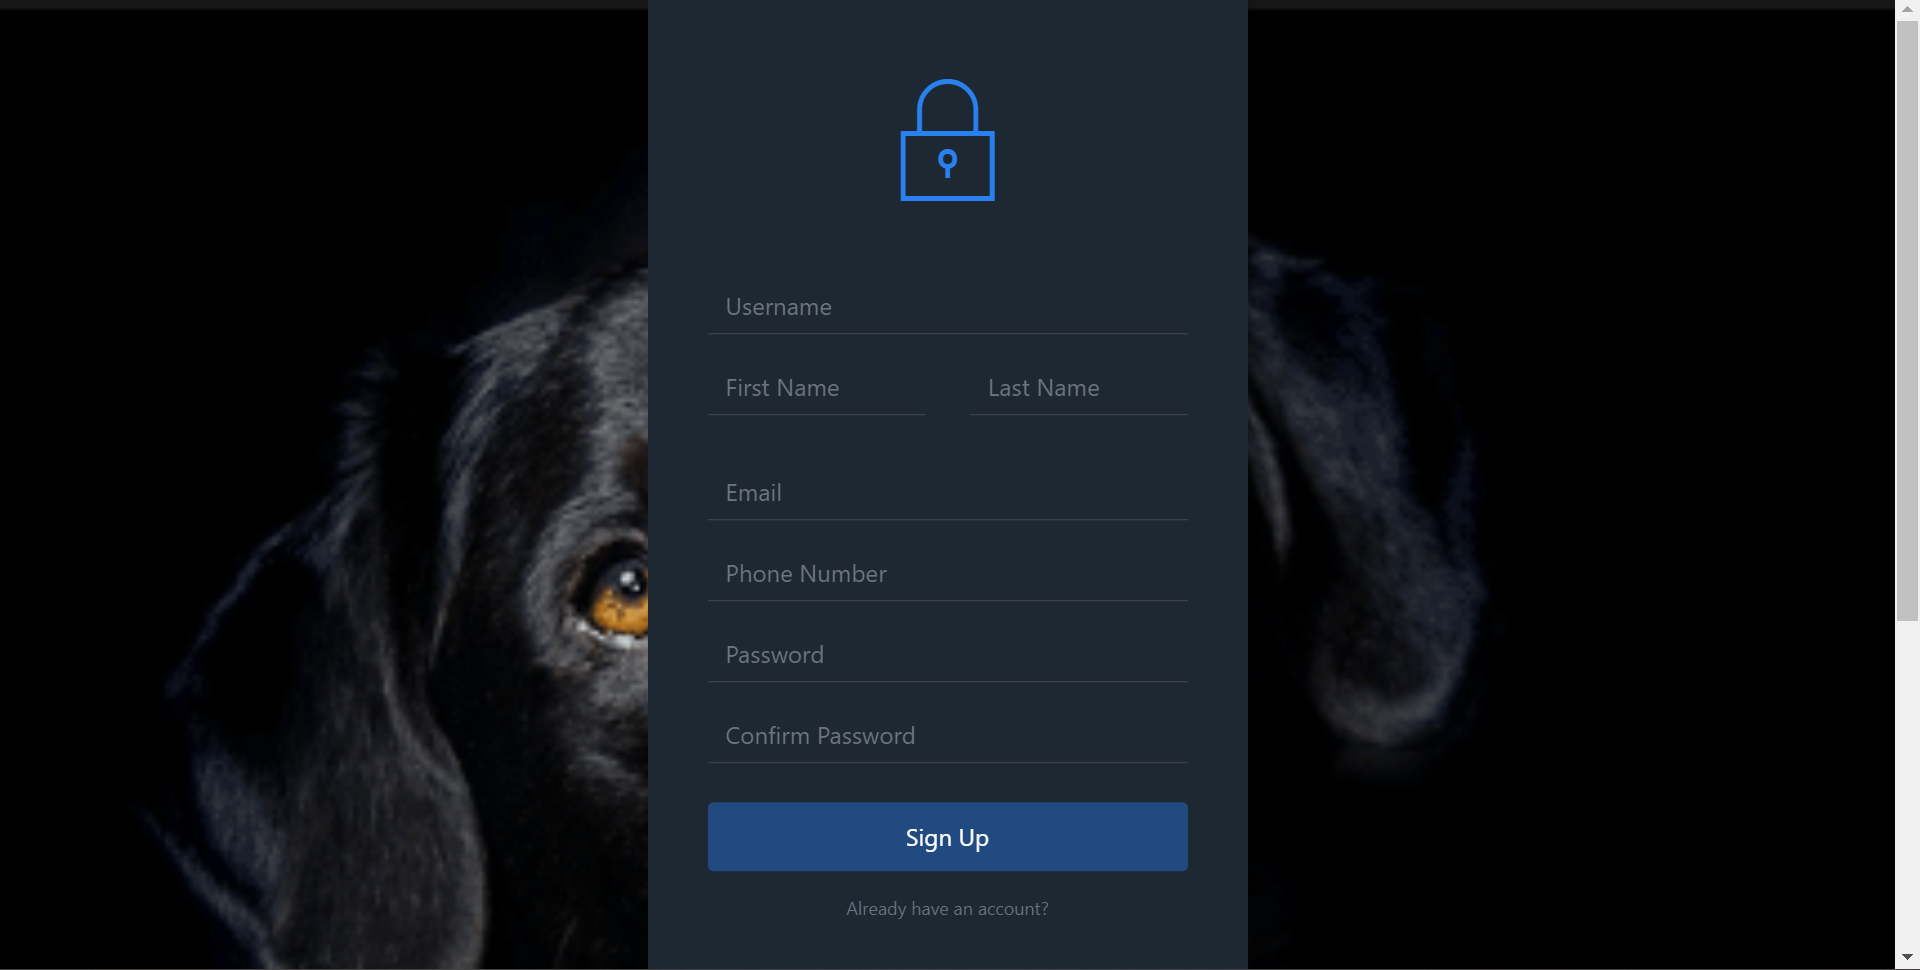 Username
First Name Last Name
Email
Phone Number
Password
Confirm Password
Sign Up
Already have an account?